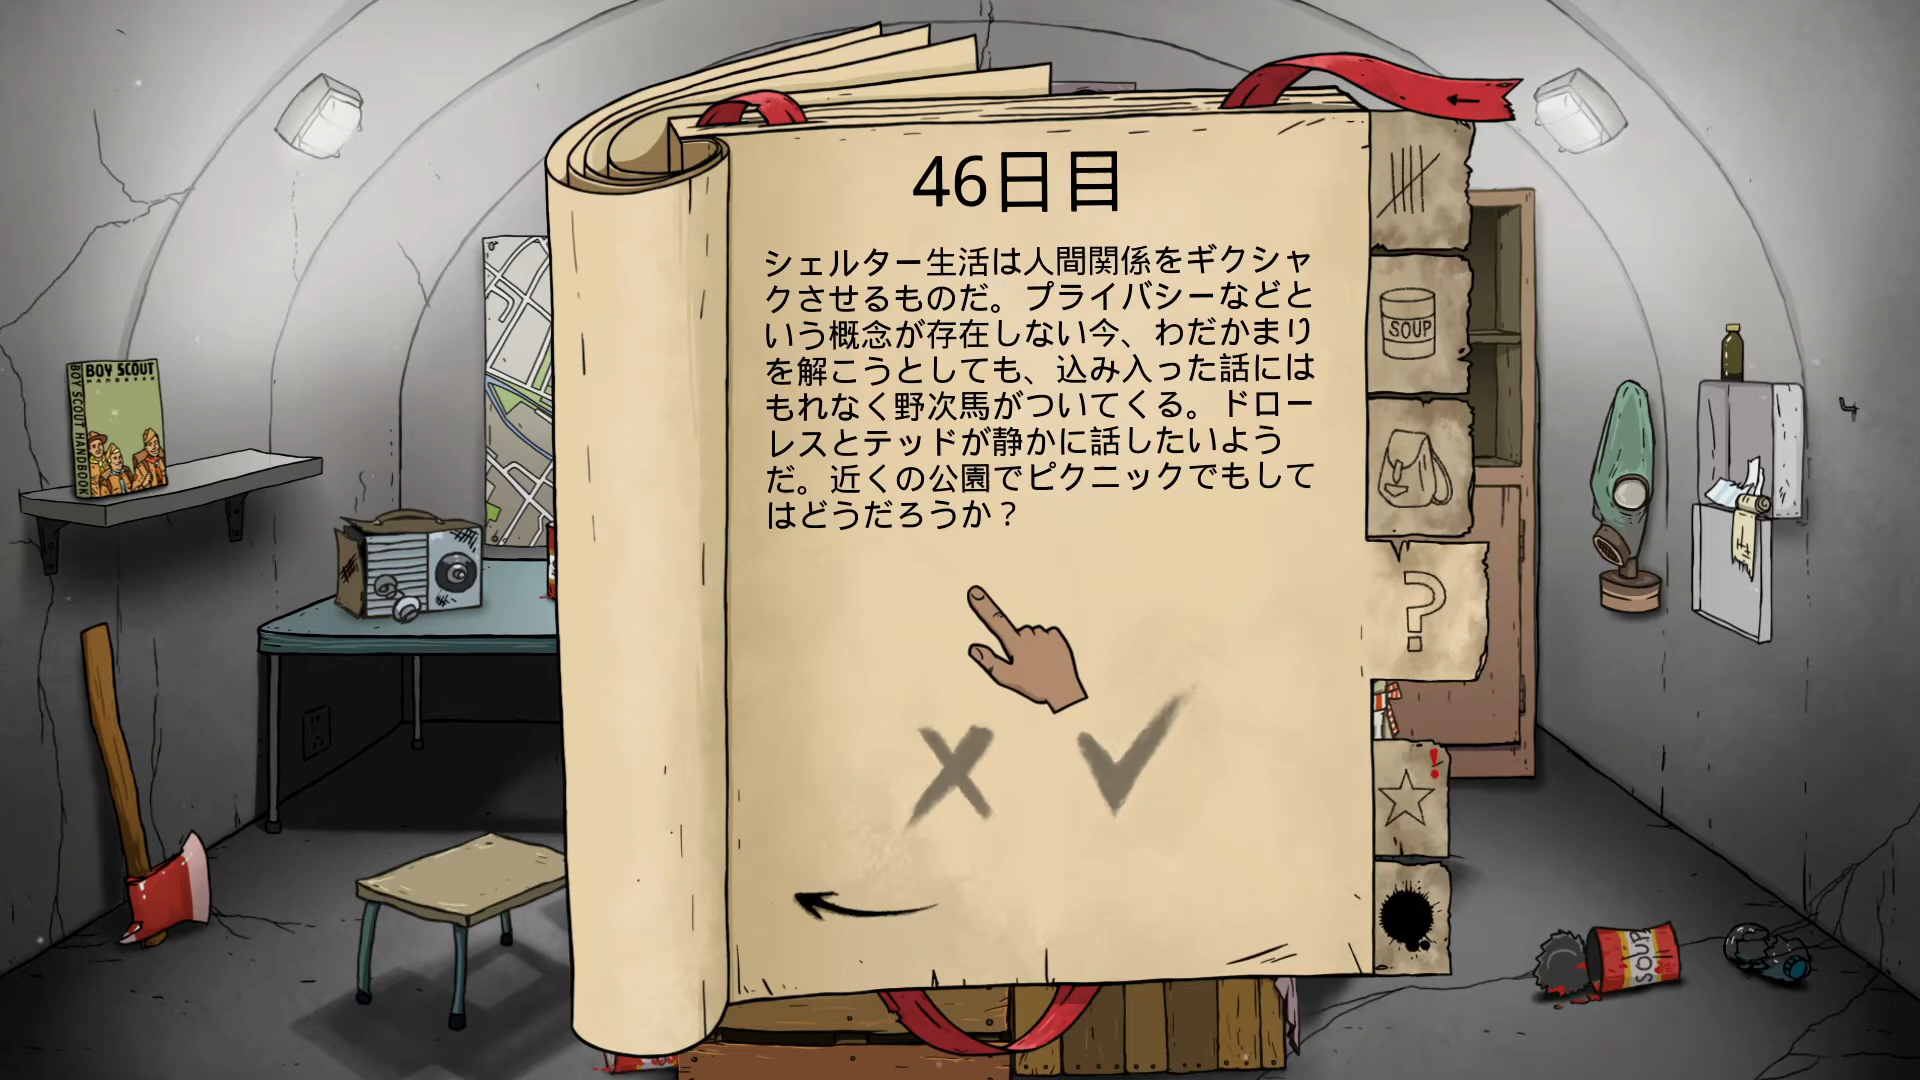 46日目
シェルター生活は人間関係をギクシャ
クさせるものだ。プライバシーなどと
いう概念が存在しない今、わだかまり
を解こうとしても、込み入った話には
もれなく野次馬がついてくる。ドロー
レスとテッドが静かに話したいよう
だ。近くの公園でピクニックでもして
はどうだろうか？
BOY SCOUT
HANDBOOK
BOY SCOUT HANDBOOK
SOUP
?
!
SOUP